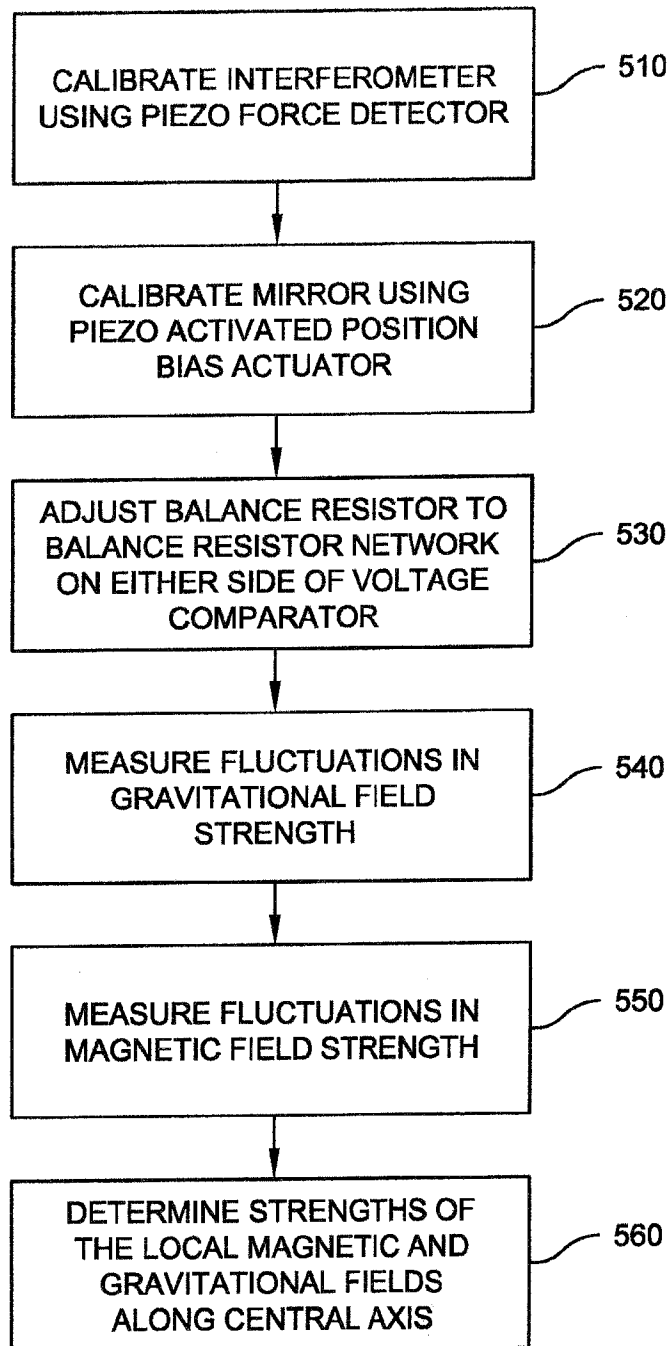 CALIBRATE INTERFEROMETER
USING PIEZO FORCE DETECTOR
510
CALIBRATE MIRROR USING
PIEZO ACTIVATED POSITION
BIAS ACTUATOR
520
ADJUST BALANCE RESISTOR TO
BALANCE RESISTOR NETWORK
ON EITHER SIDE OF VOLTAGE
COMPARATOR
530
MEASURE FLUCTUATIONS IN
GRAVITATIONAL FIELD
STRENGTH
540
MEASURE FLUCTUATIONS IN
MAGNETIC FIELD STRENGTH
550
DETERMINE STRENGTHS OF
THE LOCAL MAGNETIC AND
GRAVITATIONAL FIELDS
ALONG CENTRAL AXIS
560